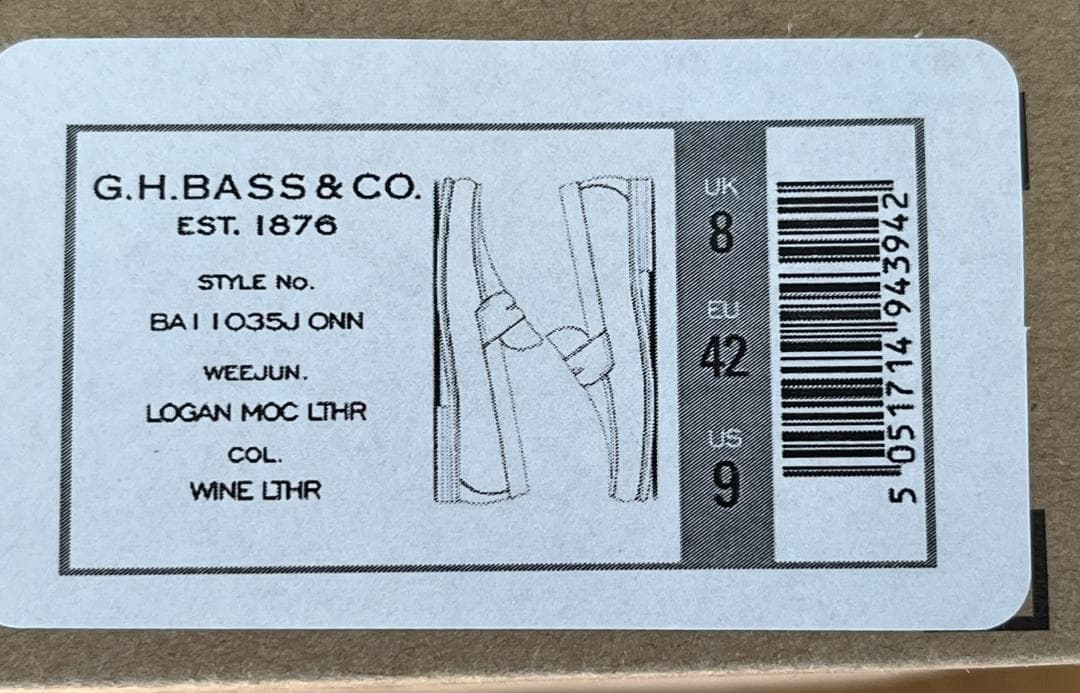 G.H.BASS & CO.
EST. 1876
STYLE No.
BA11035J ONN
WEEJUN.
LOGAN MOC LTHR
COL.
WINE LTHR
UK
8
EU
42
US
9
5 051714 943942